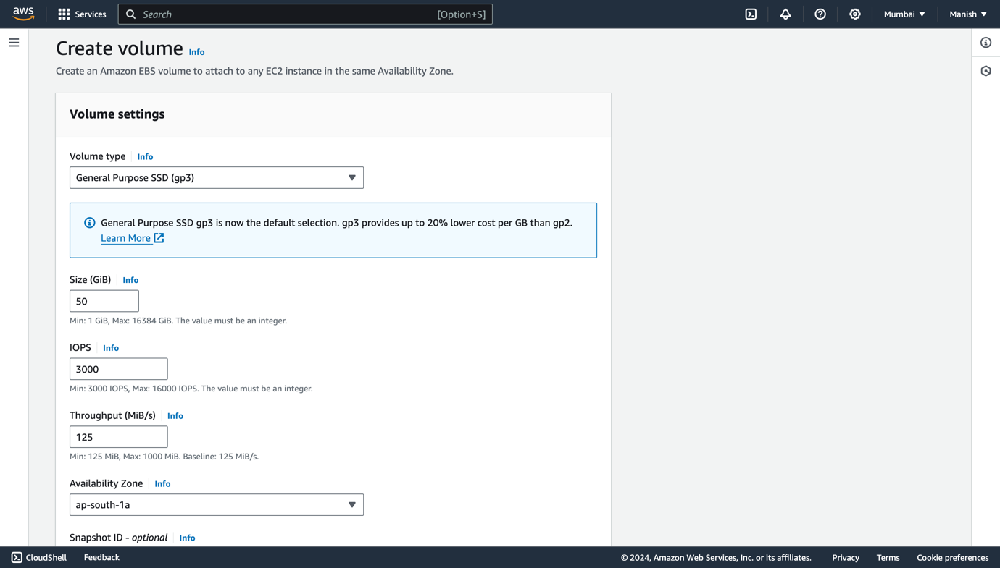 aws
Services
Search
[Option+S]
Mumbai
Manish
Create volume Info
Create an Amazon EBS volume to attach to any EC2 instance in the same Availability Zone.
Volume settings
Volume type Info
General Purpose SSD (gp3)
General Purpose SSD gp3 is now the default selection. gp3 provides up to 20% lower cost per GB than gp2.
Learn More
Size (GiB) Info
50
Min: 1 GiB, Max: 16384 GiB. The value must be an integer.
IOPS Info
3000
Min: 3000 IOPS, Max: 16000 IOPS. The value must be an integer.
Throughput (MiB/s) Info
125
Min: 125 MiB, Max: 1000 MiB. Baseline: 125 MiB/s.
Availability Zone Info
ap-south-1a
Snapshot ID - optional Info
CloudShell
Feedback
© 2024, Amazon Web Services, Inc. or its affiliates.
Privacy
Terms
Cookie preferences